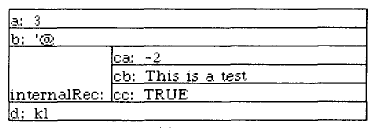 a: 3
b: '@
ca: -2
cb: This is a test
internalRec: cc: TRUE
d: kl